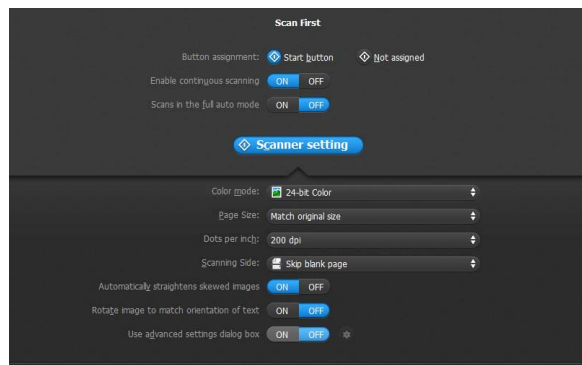 Scan First
Button assignment: Start button Not assigned
Enable continuous scanning ON OFF
Scans in the full auto mode ON OFF
Scanner setting
Color mode: 24-bit Color
Page Size: Match original size
Dots per inch: 200 dpi
Scanning Side: Skip blank page
Automatically straightens skewed images ON OFF
Rotate image to match orientation of text ON OFF
Use advanced settings dialog box ON OFF